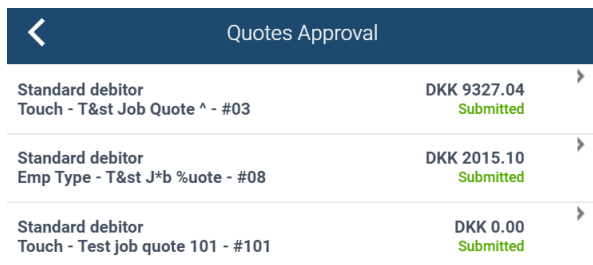 Quotes Approval
Standard debitor DKK 9327.04
Touch - T&st Job Quote ^ - #03 Submitted
Standard debitor DKK 2015.10
Emp Type - T&st J*b %uote - #08 Submitted
Standard debitor DKK 0.00
Touch - Test job quote 101 - #101 Submitted